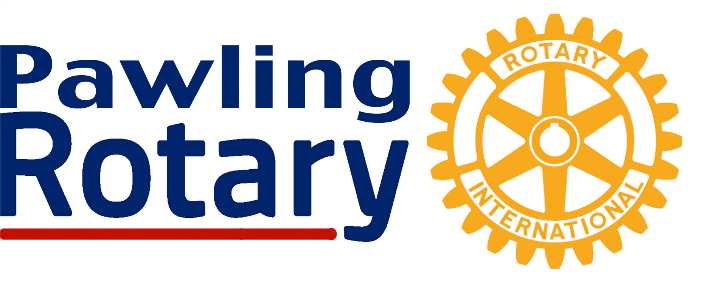 Pawling
Rotary
ROTARY
INTERNATIONAL